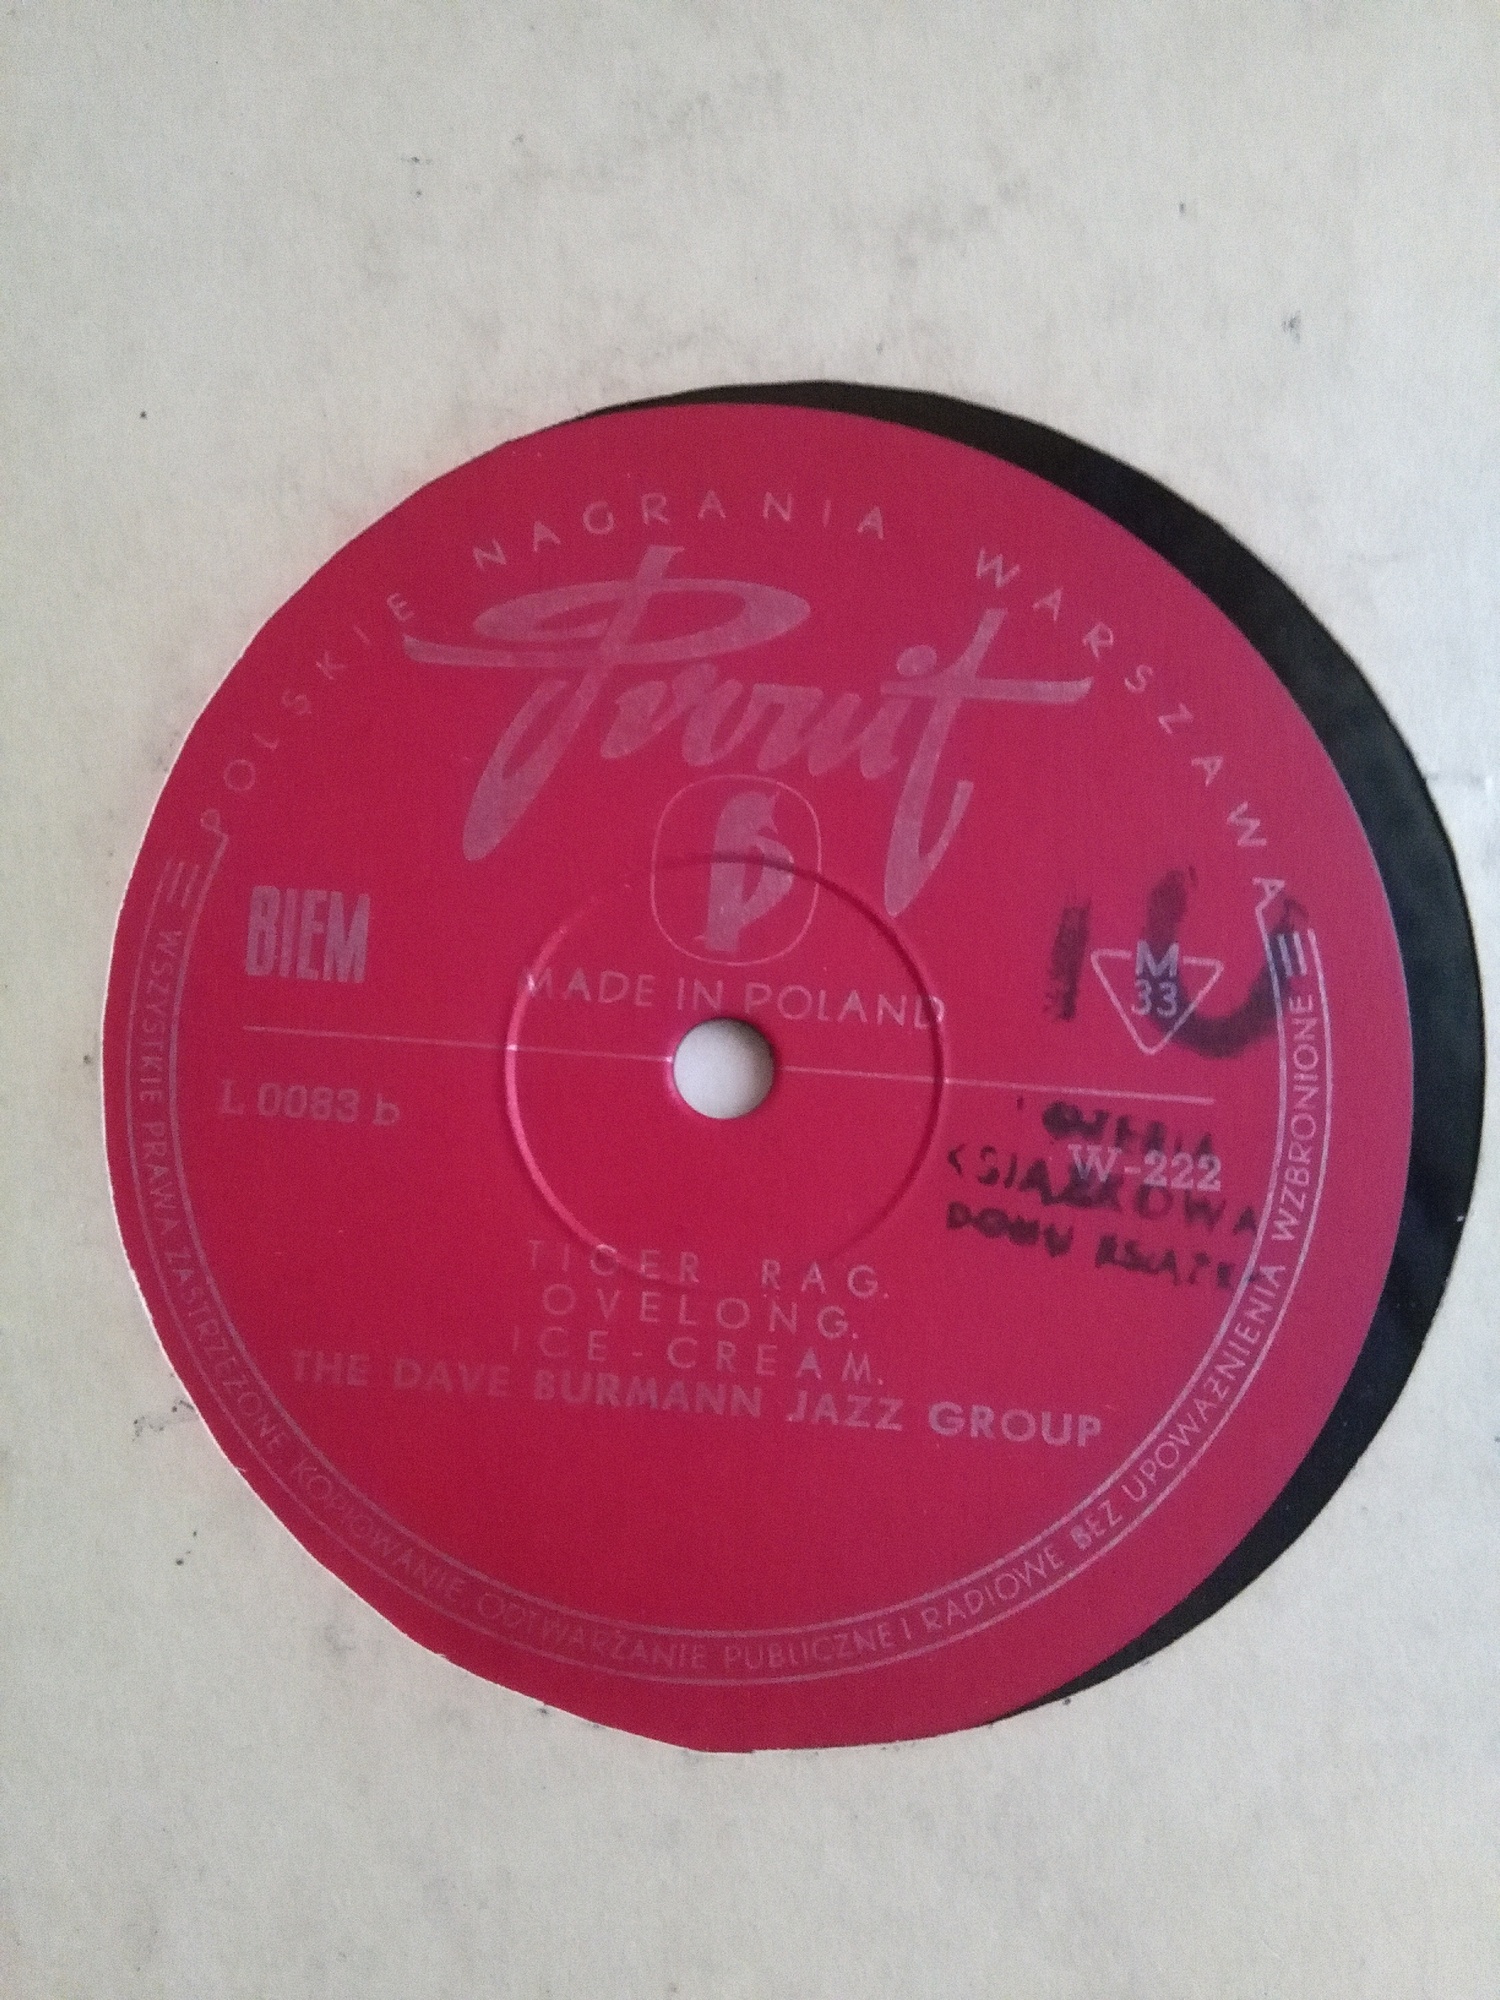 POLSKIE NAGRANIA WARSZAWA
Pronit
BIEM
MADE IN POLAND
M
33
L 0083 b
W-222
KSIĄŻKOWA
DOMU
TIGER RAG.
OVELONG.
ICE-CREAM.
THE DAVE BURMANN JAZZ GROUP
WSZYSTKIE PRAWA ZASTRZEŻONE KOPIOWANIE ODTWARZANIE PUBLICZNE I RADIOWE BEZ UPOWAŻNIENIA WZBRONIONE